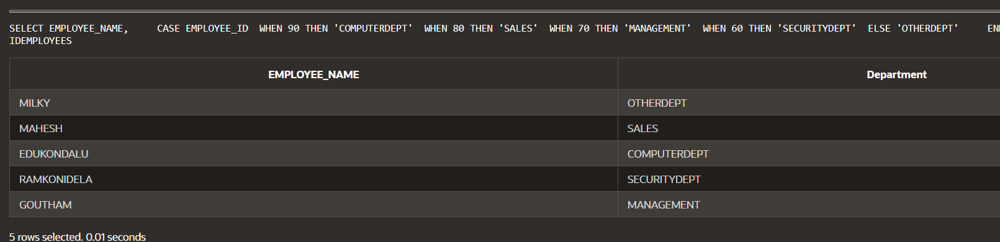 SELECT EMPLOYEE_NAME,     CASE EMPLOYEE_ID  WHEN 90 THEN 'COMPUTERDEPT'  WHEN 80 THEN 'SALES'  WHEN 70 THEN 'MANAGEMENT'  WHEN 60 THEN 'SECURITYDEPT'  ELSE 'OTHERDEPT'
IDEMPLOYEES
EMPLOYEE_NAME Department
MILKY OTHERDEPT
MAHESH SALES
EDUKONDALU COMPUTERDEPT
RAMKONIDELA SECURITYDEPT
GOUTHAM MANAGEMENT
5 rows selected. 0.01 seconds